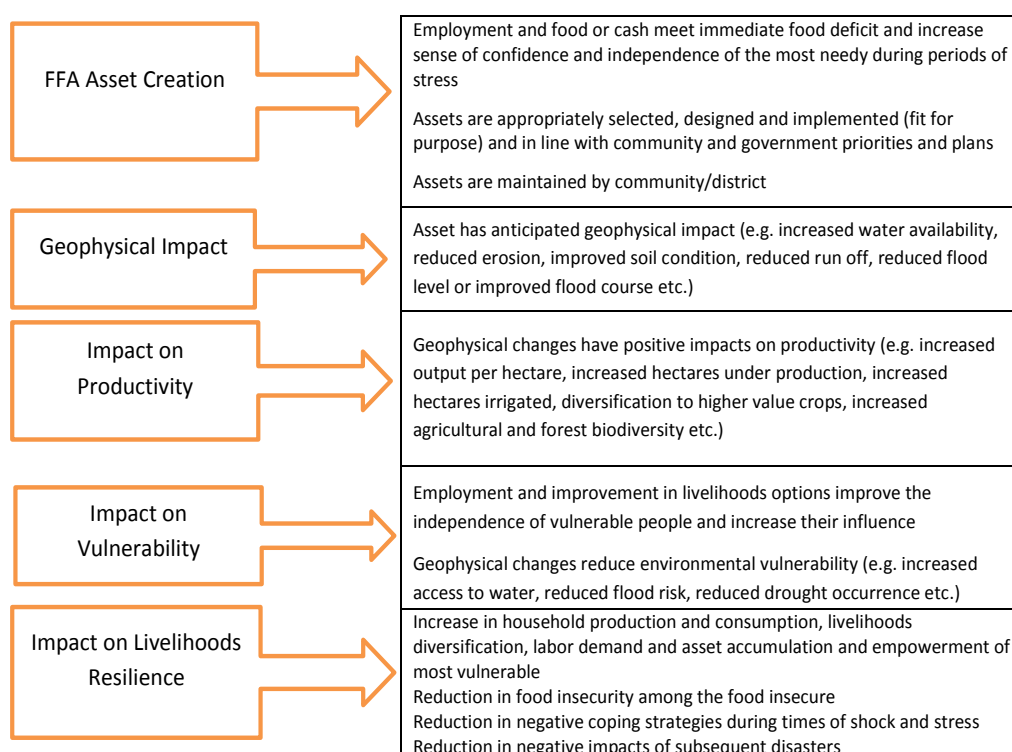 FFA Asset Creation
Employment and food or cash meet immediate food deficit and increase
sense of confidence and independence of the most needy during periods of
stress
Assets are appropriately selected, designed and implemented (fit for
purpose) and in line with community and government priorities and plans
Assets are maintained by community/district
Geophysical Impact
Asset has anticipated geophysical impact (e.g. increased water availability,
reduced erosion, improved soil condition, reduced run off, reduced flood
level or improved flood course etc.)
Impact on
Productivity
Geophysical changes have positive impacts on productivity (e.g. increased
output per hectare, increased hectares under production, increased
hectares irrigated, diversification to higher value crops, increased
agricultural and forest biodiversity etc.)
Impact on
Vulnerability
Employment and improvement in livelihoods options improve the
independence of vulnerable people and increase their influence
Geophysical changes reduce environmental vulnerability (e.g. increased
access to water, reduced flood risk, reduced drought occurrence etc.)
Impact on Livelihoods
Resilience
Increase in household production and consumption, livelihoods
diversification, labor demand and asset accumulation and empowerment of
most vulnerable
Reduction in food insecurity among the food insecure
Reduction in negative coping strategies during times of shock and stress
Reduction in negative impacts of subsequent disasters